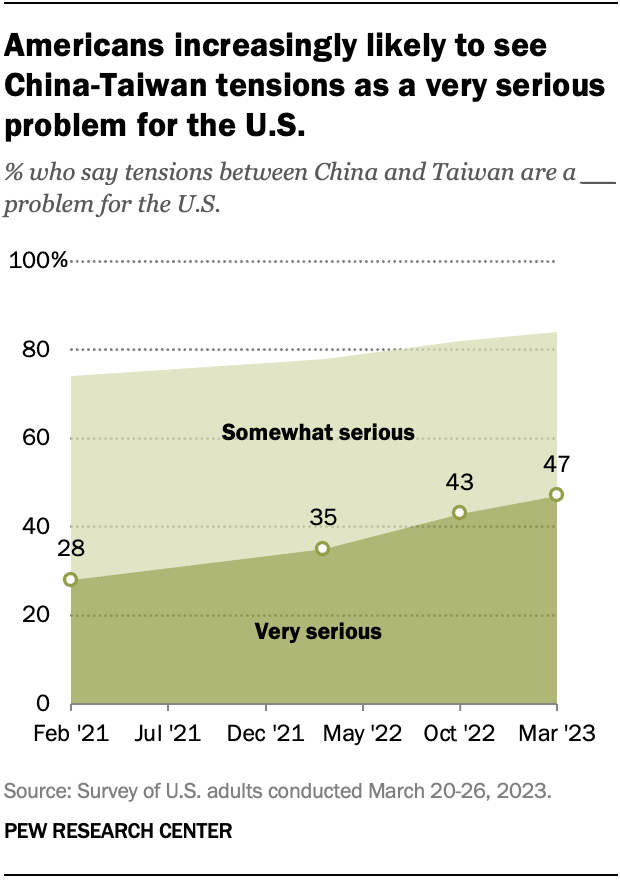 Americans increasingly likely to see
China-Taiwan tensions as a very serious
problem for the U.S.
% who say tensions between China and Taiwan are a ___
problem for the U.S.
100%
80
60
Somewhat serious
47
43
40
35
28
20
Very serious
0
Feb '21 Jul '21 Dec '21 May '22 Oct '22 Mar '23
Source: Survey of U.S. adults conducted March 20-26, 2023.
PEW RESEARCH CENTER